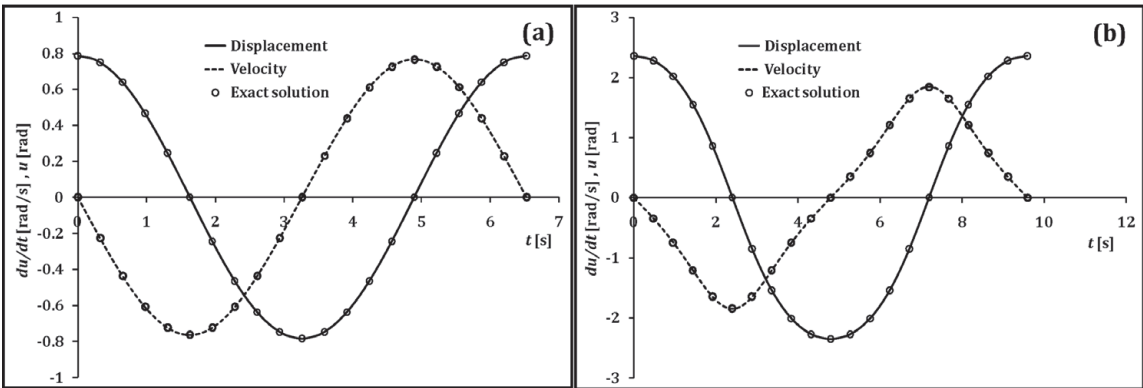 (a)
Displacement
Velocity
Exact solution
1
0.8
0.6
0.4
0.2
0
-0.2
-0.4
-0.6
-0.8
-1
0 1 2 3 4 5 6 7
t [s]
du/dt [rad/s] , u [rad]
(b)
Displacement
Velocity
Exact solution
3
2
1
0
-1
-2
-3
0 2 4 6 8 10 12
t [s]
du/dt [rad/s] , u [rad]